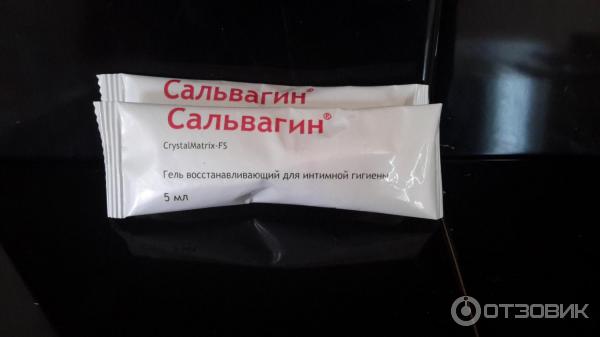 Сальвагин®
Сальвагин®
CrystalMatrix-FS
Гель восстанавливающий для интимной гигиены
5 мл
ОТЗОВИК